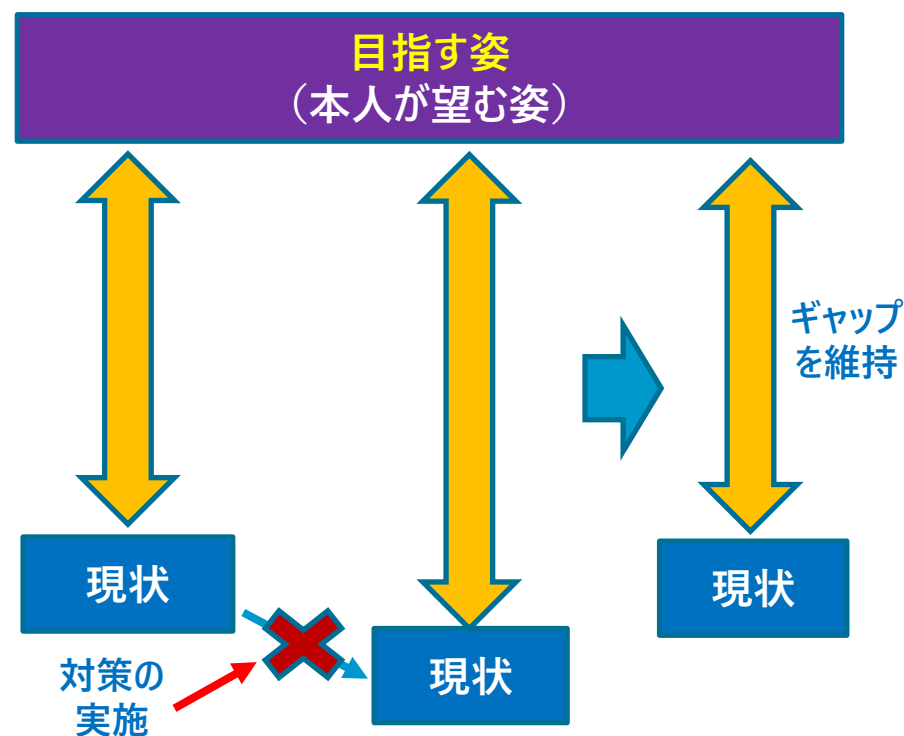 目指す姿
（本人が望む姿）
ギャップ
を維持
現状
現状
現状
対策の
実施